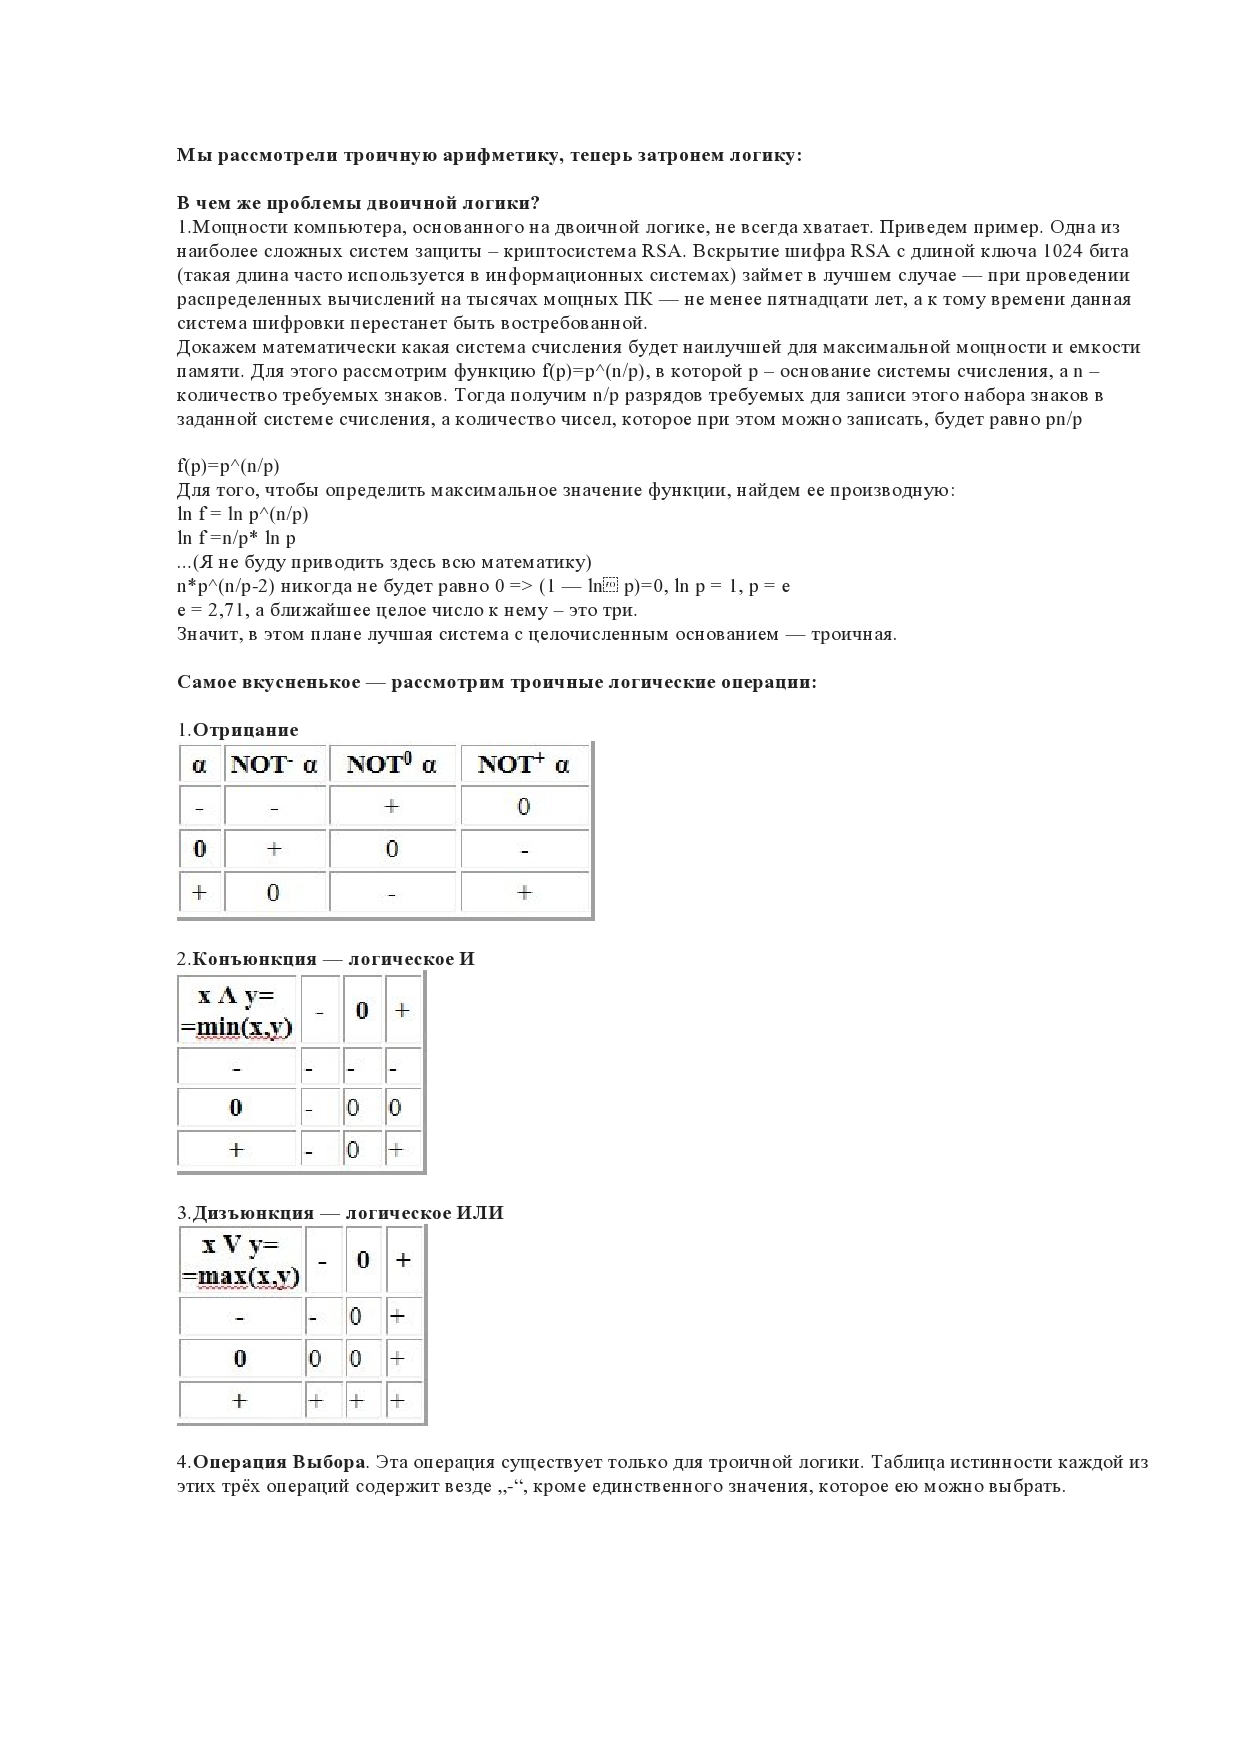 Мы рассмотрели троичную арифметику, теперь затронем логику:
В чем же проблемы двоичной логики?
1.Мощности компьютера, основанного на двоичной логике, не всегда хватает. Приведем пример. Одна из
наиболее сложных систем защиты – криптосистема RSA. Вскрытие шифра RSA с длиной ключа 1024 бита
(такая длина часто используется в информационных системах) займет в лучшем случае — при проведении
распределенных вычислений на тысячах мощных ПК — не менее пятнадцати лет, а к тому времени данная
система шифровки перестанет быть востребованной.
Докажем математически какая система счисления будет наилучшей для максимальной мощности и емкости
памяти. Для этого рассмотрим функцию f(p)=p^(n/p), в которой p – основание системы счисления, а n –
количество требуемых знаков. Тогда получим n/p разрядов требуемых для записи этого набора знаков в
заданной системе счисления, а количество чисел, которое при этом можно записать, будет равно pn/p
f(p)=p^(n/p)
Для того, чтобы определить максимальное значение функции, найдем ее производную:
ln f = ln p^(n/p)
ln f =n/p* ln p
...(Я не буду приводить здесь всю математику)
n*p^(n/p-2) никогда не будет равно 0 => (1 — ln p)=0, ln p = 1, p = e
e = 2,71, а ближайшее целое число к нему – это три.
Значит, в этом плане лучшая система с целочисленным основанием — троичная.
Самое вкусненькое — рассмотрим троичные логические операции:
1.Отрицание
α NOT⁻ α NOT⁰ α NOT⁺ α
- - + 0
0 + 0 -
+ 0 - +
2.Конъюнкция — логическое И
x Λ y=
=min(x,y) - 0 +
- - - -
0 - 0 0
+ - 0 +
3.Дизъюнкция — логическое ИЛИ
x V y=
=max(x,y) - 0 +
- - 0 +
0 0 0 +
+ + + +
4.Операция Выбора. Эта операция существует только для троичной логики. Таблица истинности каждой из
этих трёх операций содержит везде „-“, кроме единственного значения, которое ею можно выбрать.